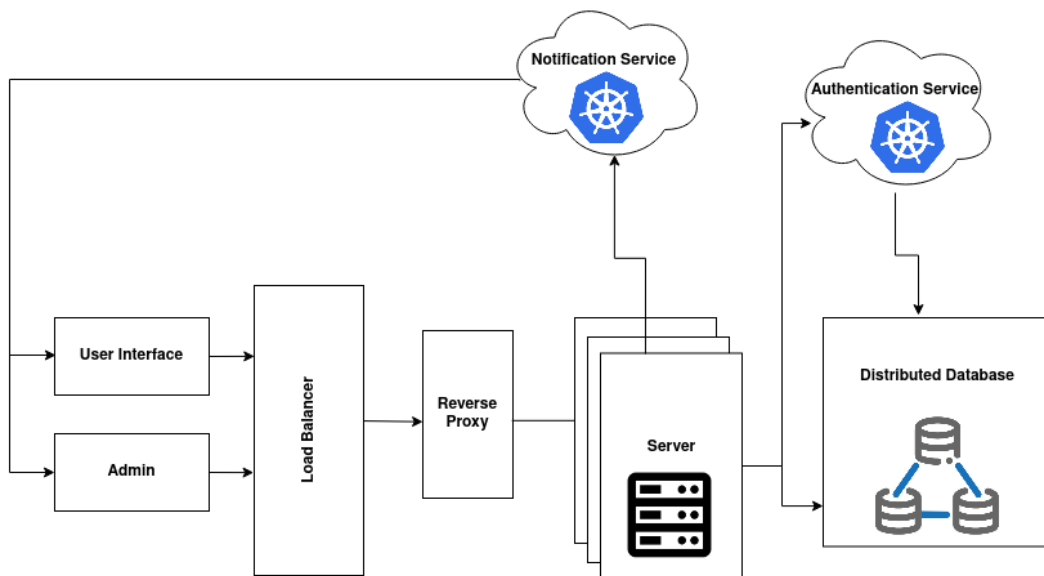 Notification Service
Authentication Service
User Interface
Admin
Load Balancer
Reverse
Proxy
Server
Distributed Database